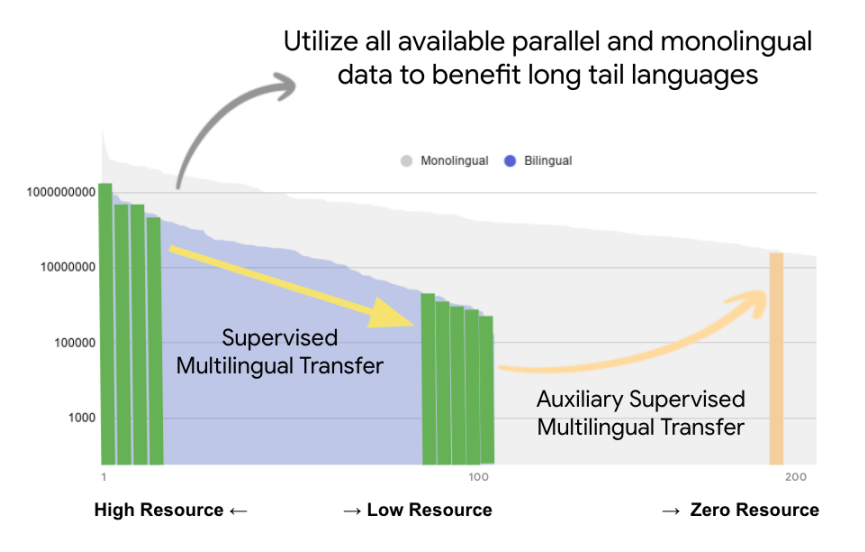 Utilize all available parallel and monolingual
data to benefit long tail languages
Monolingual
Bilingual
1000000000
10000000
100000
1000
Supervised
Multilingual Transfer
Auxiliary Supervised
Multilingual Transfer
1
100
200
High Resource ←
→ Low Resource
→ Zero Resource